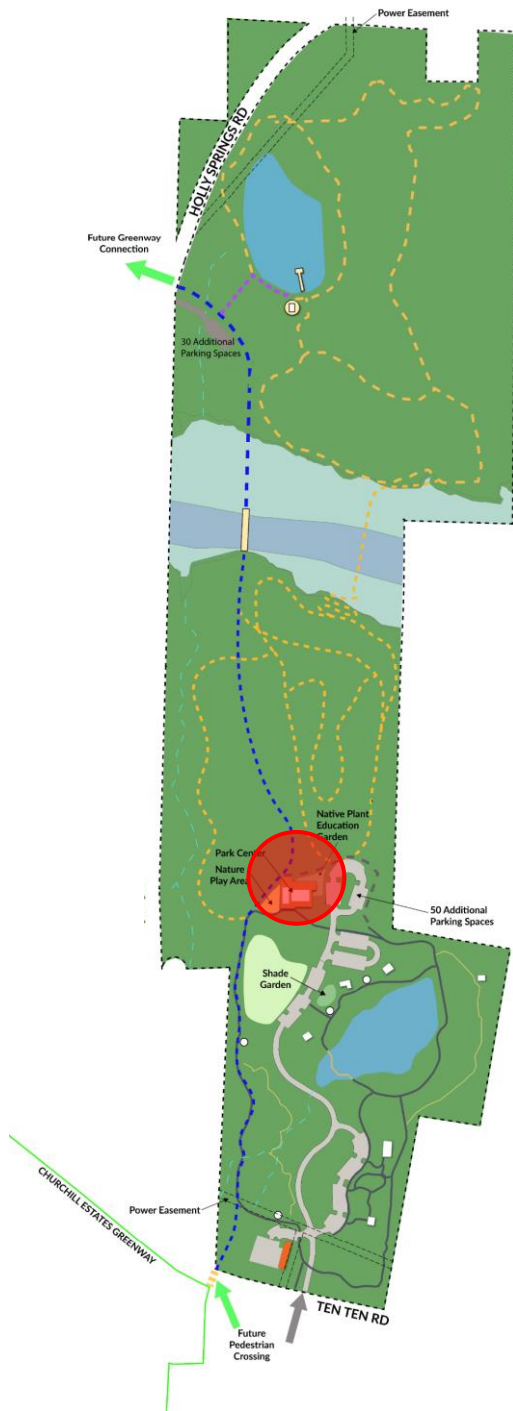 Power Easement
HOLLY SPRINGS RD
Future Greenway
Connection
30 Additional
Parking Spaces
Native Plant
Education
Garden
Park Center
Nature
Play Area
50 Additional
Parking Spaces
Shade
Garden
CHURCHILL ESTATES GREENWAY
Power Easement
TEN TEN RD
Future
Pedestrian
Crossing